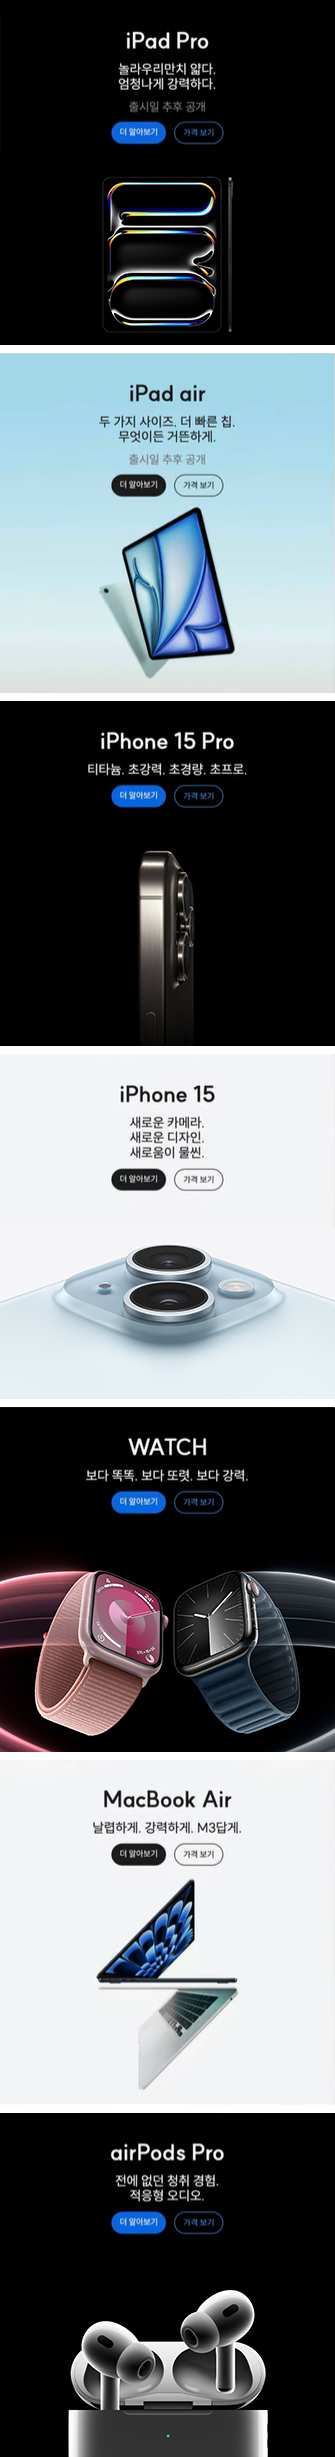 iPad Pro
놀라우리만치 얇다.
엄청나게 강력하다.
출시일 추후 공개
더 알아보기 가격 보기
iPad air
두 가지 사이즈. 더 빠른 칩.
무엇이든 거뜬하게.
출시일 추후 공개
더 알아보기 가격 보기
iPhone 15 Pro
티타늄. 초강력. 초경량. 초프로.
더 알아보기 가격 보기
iPhone 15
새로운 카메라.
새로운 디자인.
새로움이 물씬.
더 알아보기 가격 보기
WATCH
보다 똑똑. 보다 또렷. 보다 강력.
더 알아보기 가격 보기
MacBook Air
날렵하게. 강력하게. M3답게.
더 알아보기 가격 보기
airPods Pro
전에 없던 청취 경험.
적응형 오디오.
더 알아보기 가격 보기